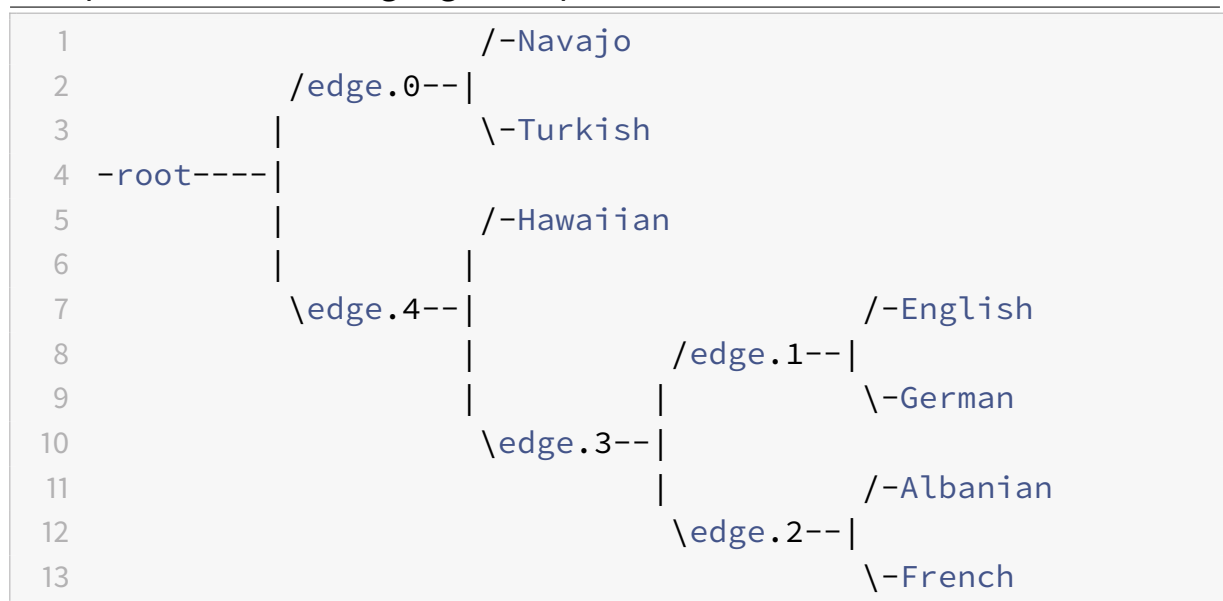 1                      /-Navajo
2            /edge.0--|
3           |          \-Turkish
4  -root----|
5           |          /-Hawaiian
6           |         |
7            \edge.4--|                    /-English
8                     |          /edge.1--|
9                     |         |          \-German
10                     \edge.3--|
11                              |          /-Albanian
12                               \edge.2--|
13                                         \-French